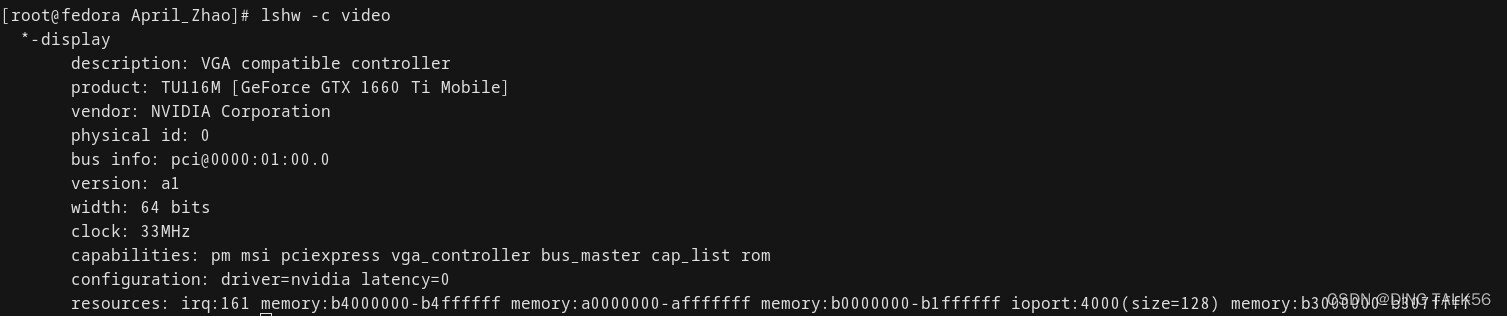 [root@fedora April_Zhao]# lshw -c video
*-display
description: VGA compatible controller
product: TU116M [GeForce GTX 1660 Ti Mobile]
vendor: NVIDIA Corporation
physical id: 0
bus info: pci@0000:01:00.0
version: a1
width: 64 bits
clock: 33MHz
capabilities: pm msi pciexpress vga_controller bus_master cap_list rom
configuration: driver=nvidia latency=0
resources: irq:161 memory:b4000000-b4ffffff memory:a0000000-afffffff memory:b0000000-b1ffffff ioport:4000(size=128) memory:b3000000-b307ffff
CSDN @DING TALK56